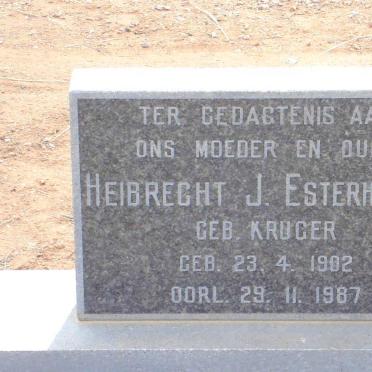 TER GEDAGTENIS AA
ONS MOEDER EN OU
HEIBRECHT J. ESTERH
GEB. KRUGER
GEB. 23. 4. 1902
OORL. 29. 11. 1987